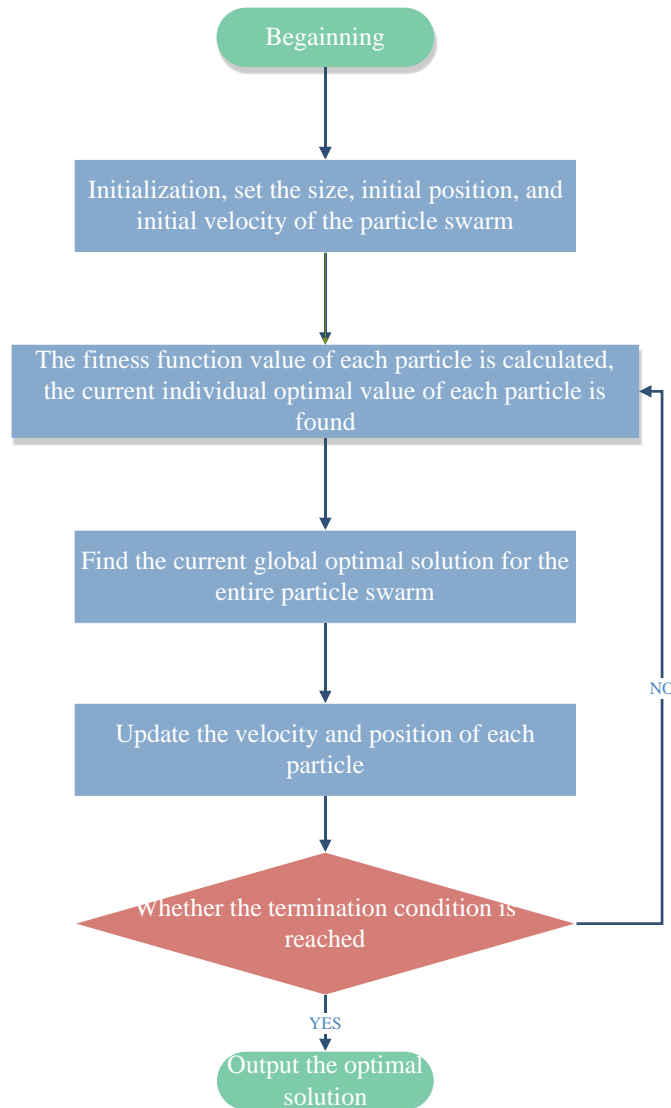 Begainning
Initialization, set the size, initial position, and
initial velocity of the particle swarm
The fitness function value of each particle is calculated,
the current individual optimal value of each particle is
found
Find the current global optimal solution for the
entire particle swarm
NO
Update the velocity and position of each
particle
Whether the termination condition is
reached
YES
Output the optimal
solution